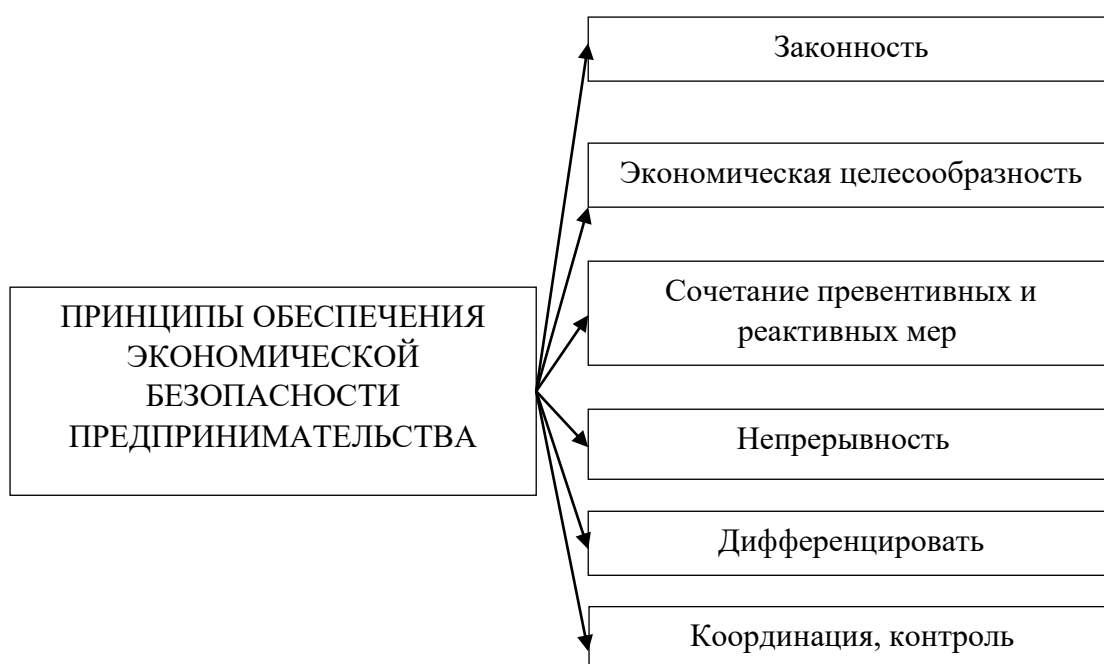 Законность
Экономическая целесообразность
Сочетание превентивных и
реактивных мер
ПРИНЦИПЫ ОБЕСПЕЧЕНИЯ
ЭКОНОМИЧЕСКОЙ
БЕЗОПАСНОСТИ
ПРЕДПРИНИМАТЕЛЬСТВА
Непрерывность
Дифференцировать
Координация, контроль